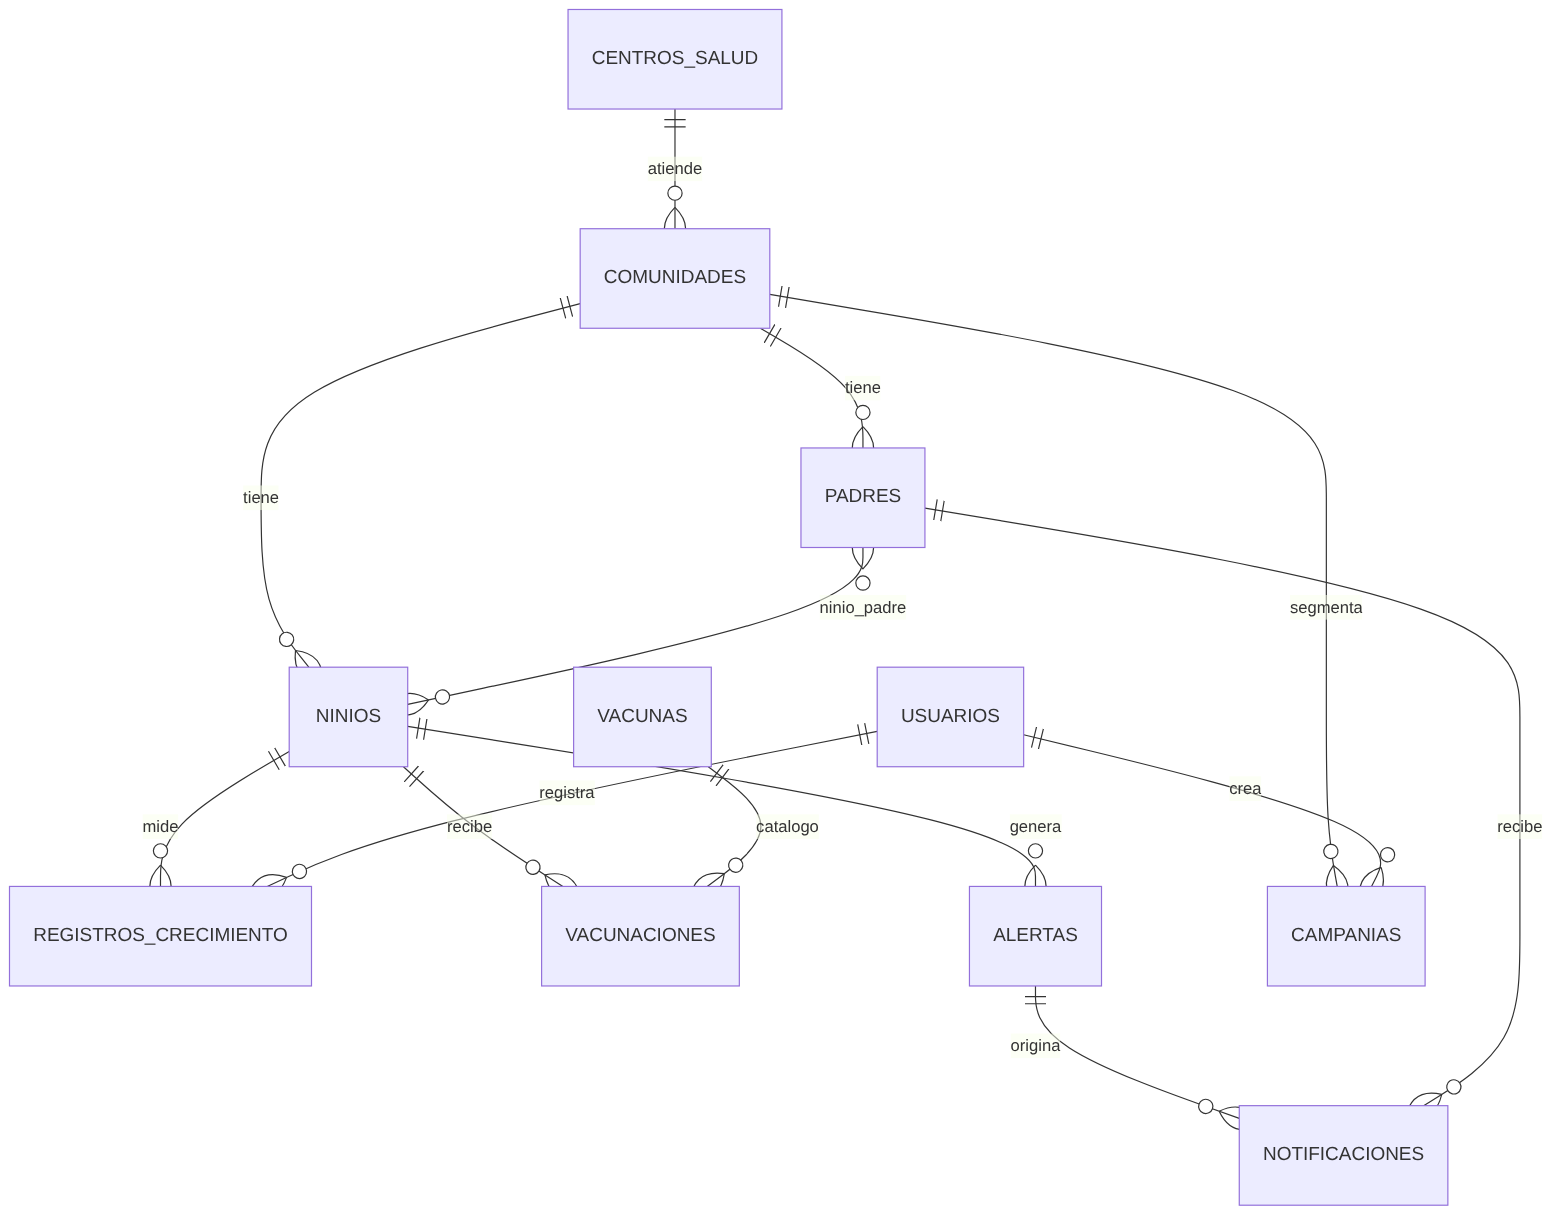 CENTROS_SALUD
atiende
COMUNIDADES
tiene
PADRES
tiene
ninio_padre
segmenta
NINIOS
VACUNAS
USUARIOS
registra
crea
mide
recibe
catalogo
genera
recibe
REGISTROS_CRECIMIENTO
VACUNACIONES
ALERTAS
CAMPANIAS
origina
NOTIFICACIONES